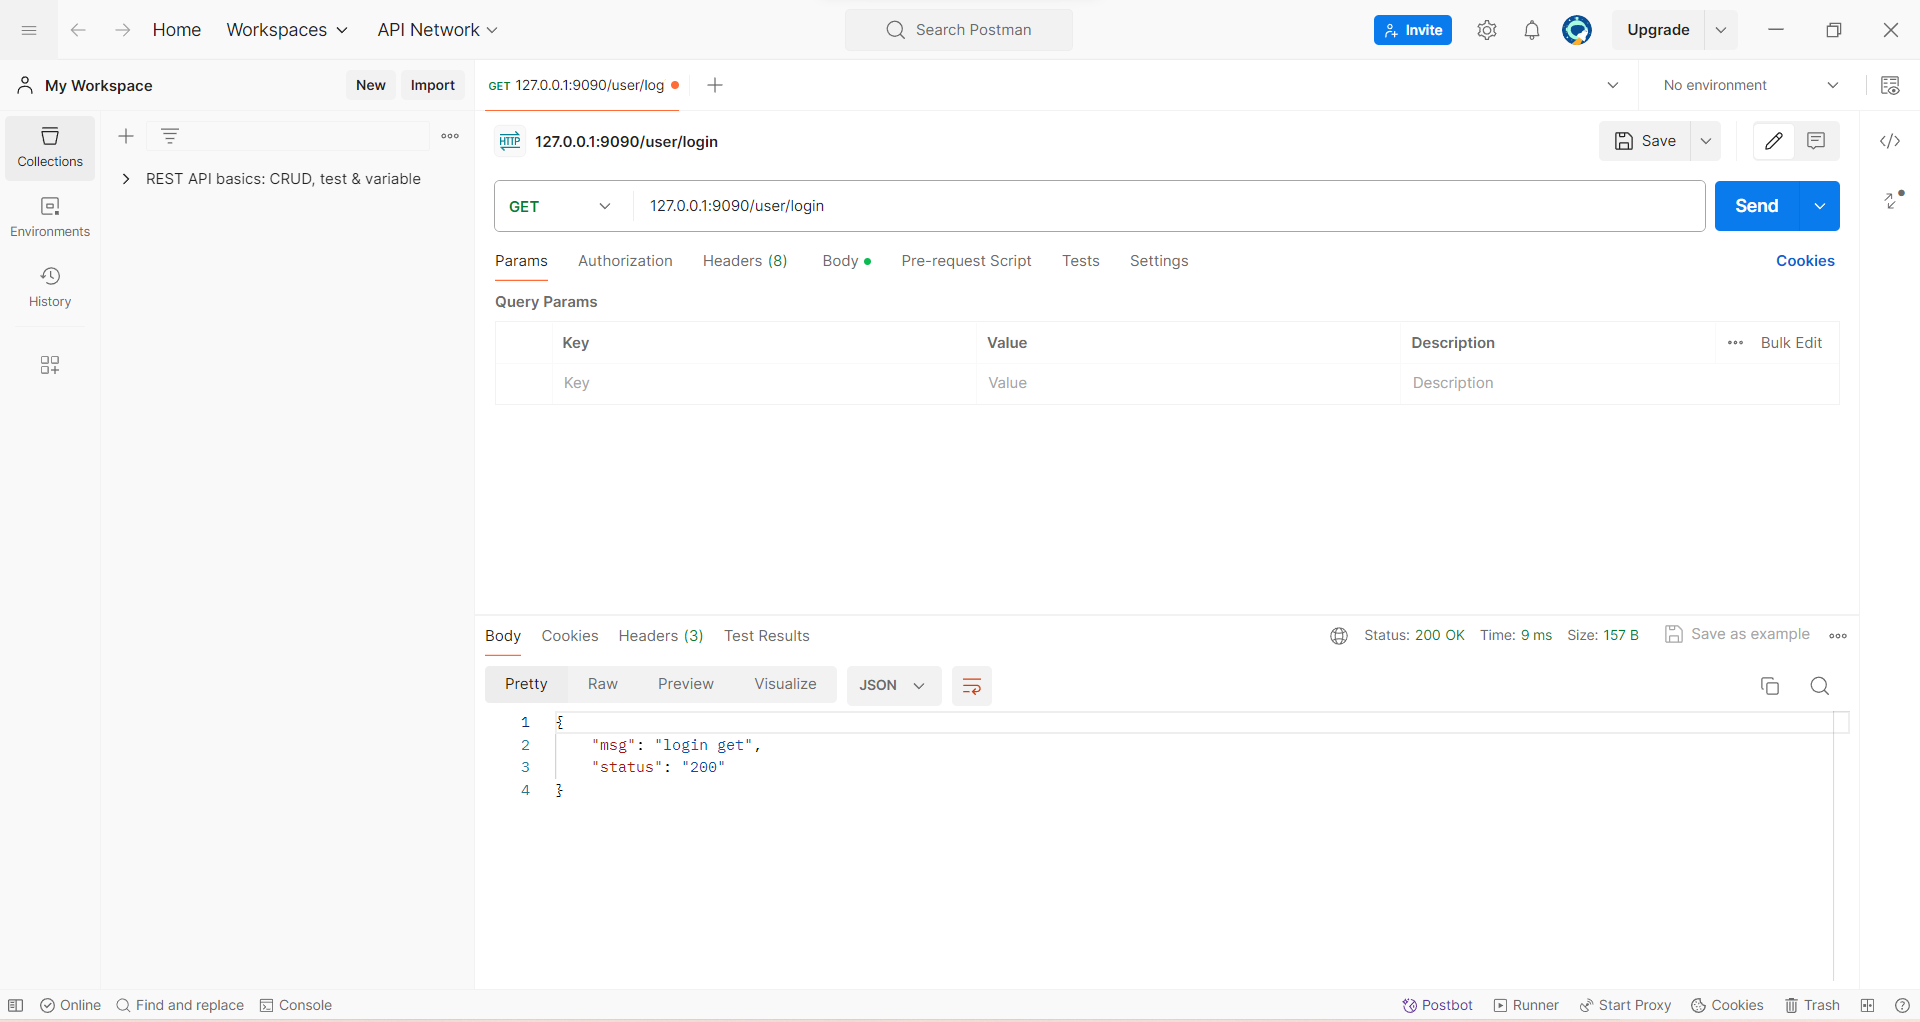 Home Workspaces API Network Search Postman Invite Upgrade
My Workspace New Import GET 127.0.0.1:9090/user/log No environment
Collections
Environments
History
REST API basics: CRUD, test & variable
HTTP 127.0.0.1:9090/user/login Save
GET 127.0.0.1:9090/user/login Send
Params Authorization Headers (8) Body Pre-request Script Tests Settings Cookies
Query Params
Key Value Description Bulk Edit
Key Value Description
Body Cookies Headers (3) Test Results Status: 200 OK Time: 9 ms Size: 157 B Save as example
Pretty Raw Preview Visualize JSON
1 {
2 "msg": "login get",
3 "status": "200"
4 }
Online Find and replace Console Postbot Runner Start Proxy Cookies Trash